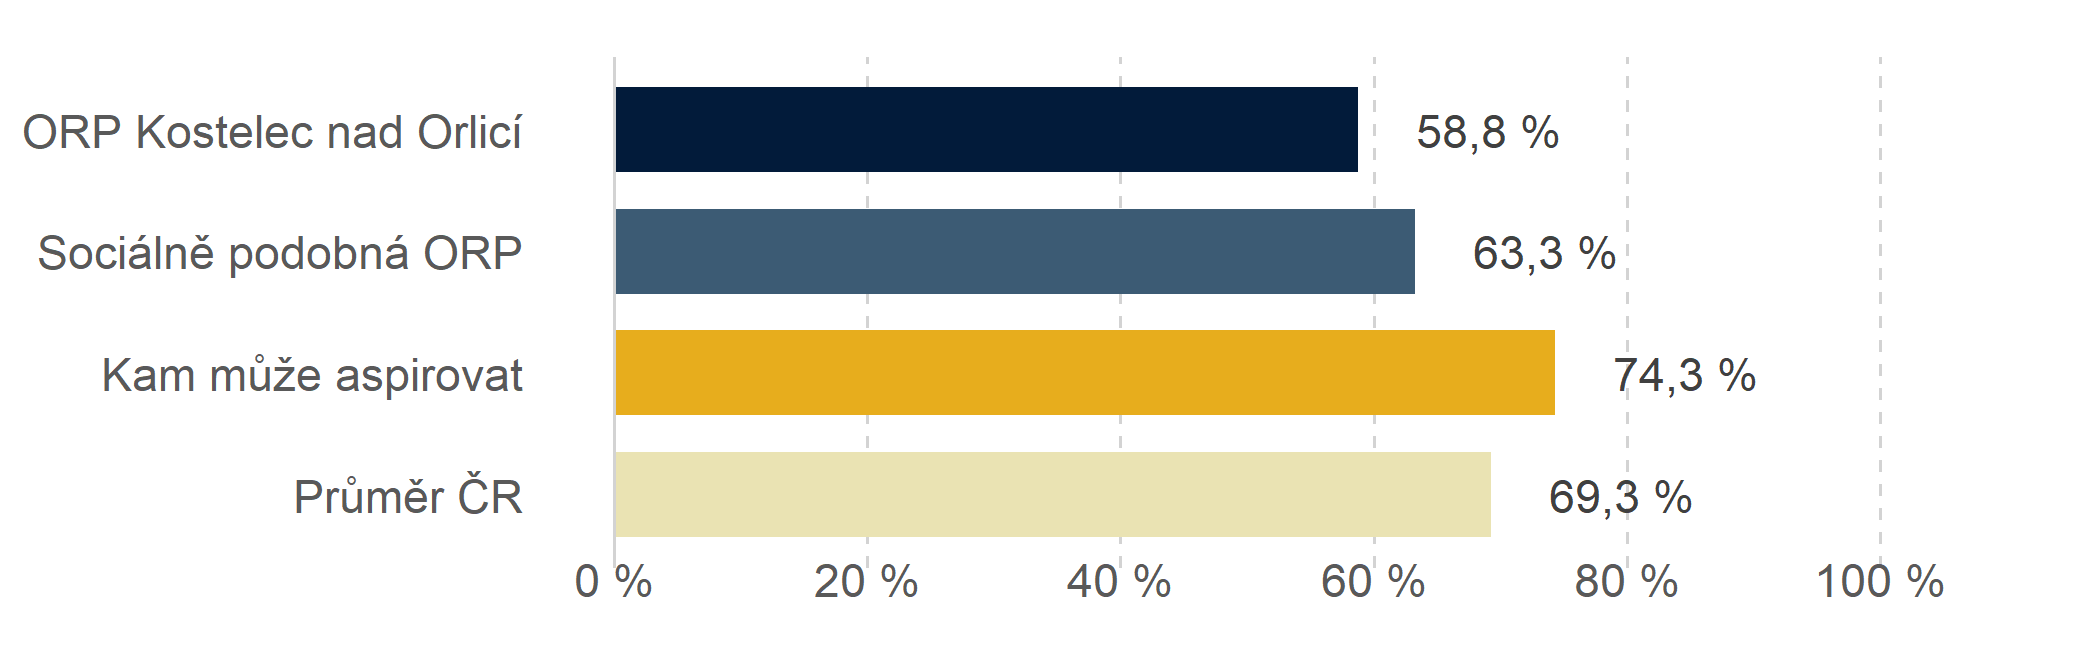 ORP Kostelec nad Orlicí 58,8 %
Sociálně podobná ORP 63,3 %
Kam může aspirovat 74,3 %
Průměr ČR 69,3 %
0 % 20 % 40 % 60 % 80 % 100 %